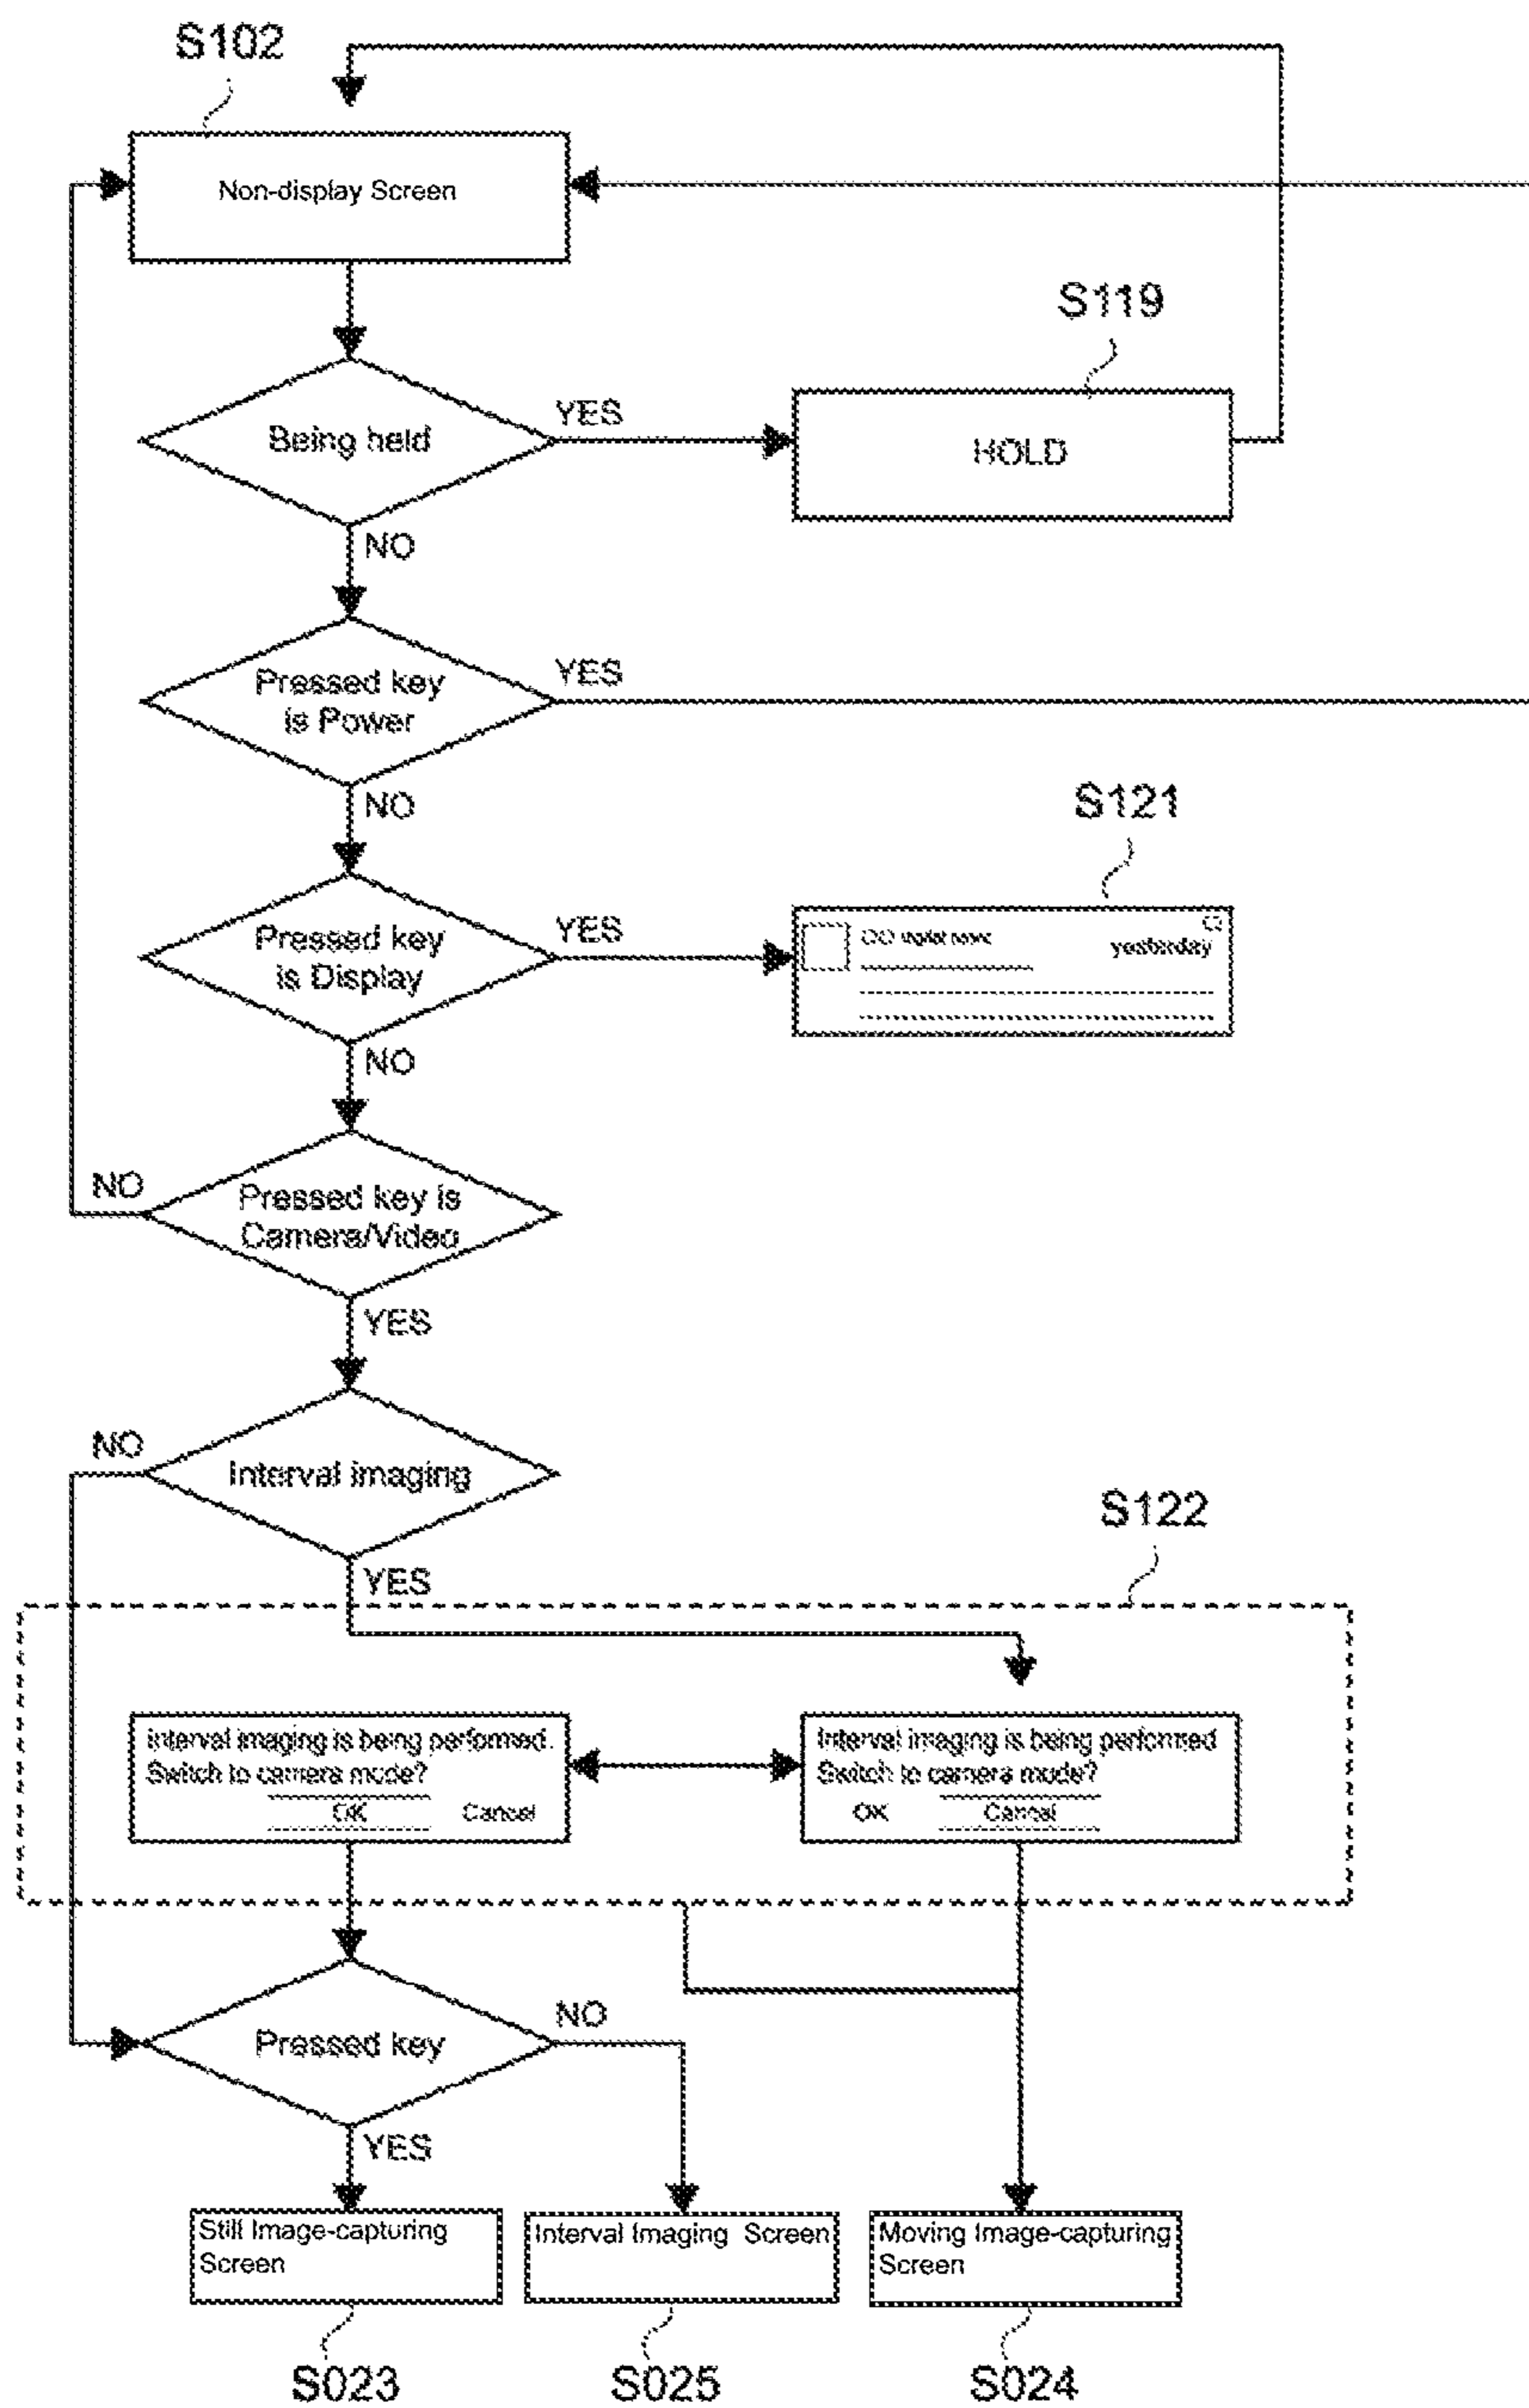 S102
Non-display Screen
S119
Being held
YES
HOLD
NO
Pressed key
is Power
YES
NO
S121
Pressed key
is Display
YES
yesterday
NO
NO
Pressed key is
Camera/Video
YES
NO
Interval imaging
S122
YES
Interval imaging is being performed.
Switch to camera mode?
OK Cancel
Interval imaging is being performed
Switch to camera mode?
OK Cancel
Pressed key
NO
YES
Still Image-capturing
Screen
Interval Imaging Screen
Moving Image-capturing
Screen
S023
S025
S024